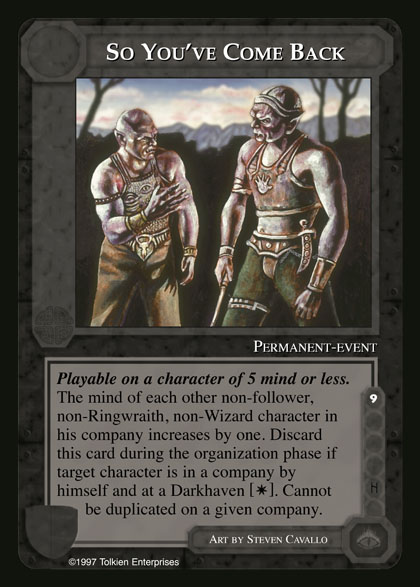 So You've Come Back
Permanent-event
Playable on a character of 5 mind or less.
The mind of each other non-follower,
non-Ringwraith, non-Wizard character in
his company increases by one. Discard
this card during the organization phase if
target character is in a company by
himself and at a Darkhaven [✷]. Cannot
be duplicated on a given company.
9
Art by Steven Cavallo
©1997 Tolkien Enterprises